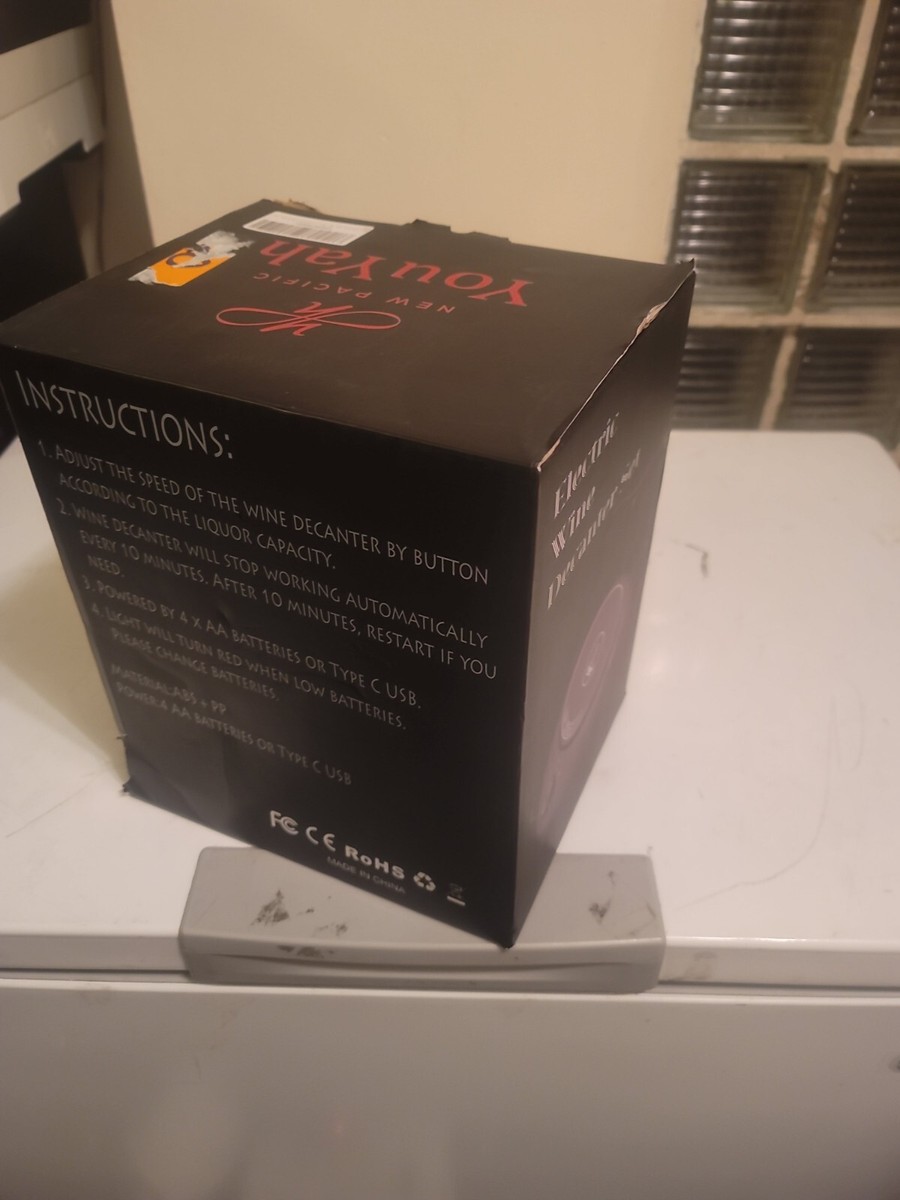 YouYah
NEW PACIFIC
INSTRUCTIONS:
1. ADJUST THE SPEED OF THE WINE DECANTER BY BUTTON
ACCORDING TO THE LIQUOR CAPACITY.
2. WINE DECANTER WILL STOP WORKING AUTOMATICALLY
EVERY 10 MINUTES. AFTER 10 MINUTES, RESTART IF YOU
NEED.
3. POWERED BY 4 X AA BATTERIES OR TYPE C USB.
4. LIGHT WILL TURN RED WHEN LOW BATTERIES,
PLEASE CHANGE BATTERIES.
MATERIAL:ABS + PP
POWER:4 AA BATTERIES OR TYPE C USB
FC CE RoHS
MADE IN CHINA
Electric
Wine
Decanter